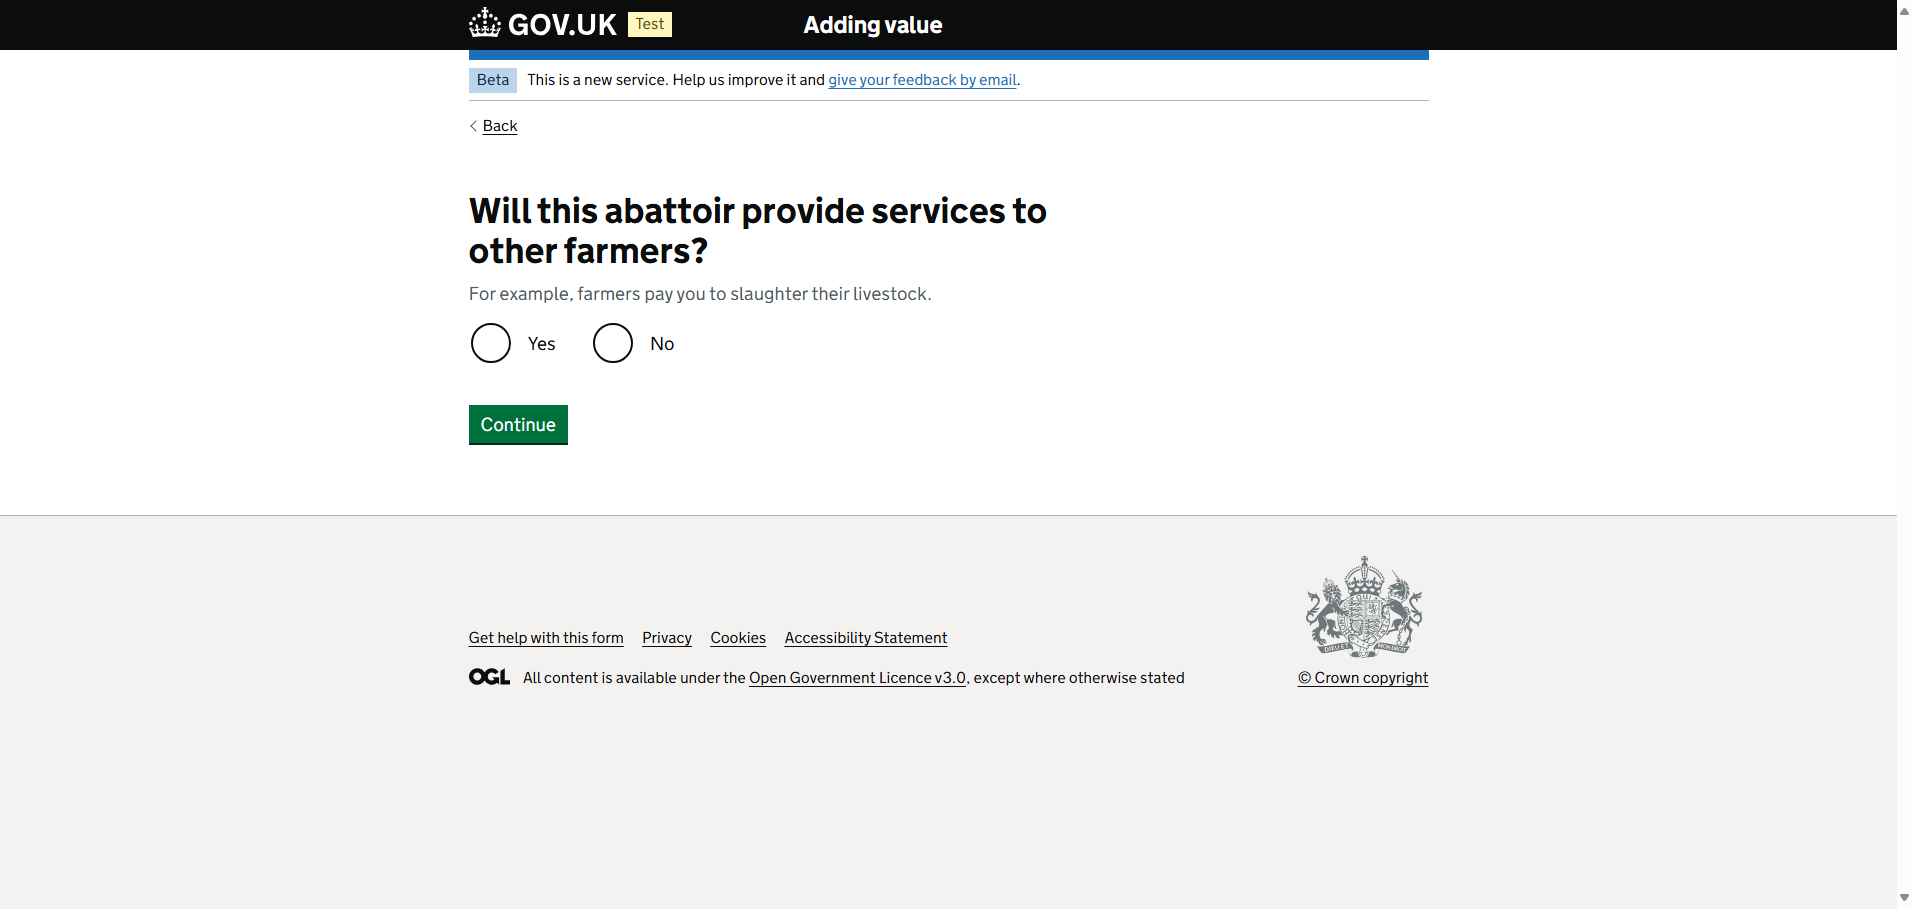 GOV.UK Test Adding value
Beta This is a new service. Help us improve it and give your feedback by email.
Back
Will this abattoir provide services to
other farmers?
For example, farmers pay you to slaughter their livestock.
Yes No
Continue
Get help with this form Privacy Cookies Accessibility Statement
OGL All content is available under the Open Government Licence v3.0, except where otherwise stated
© Crown copyright